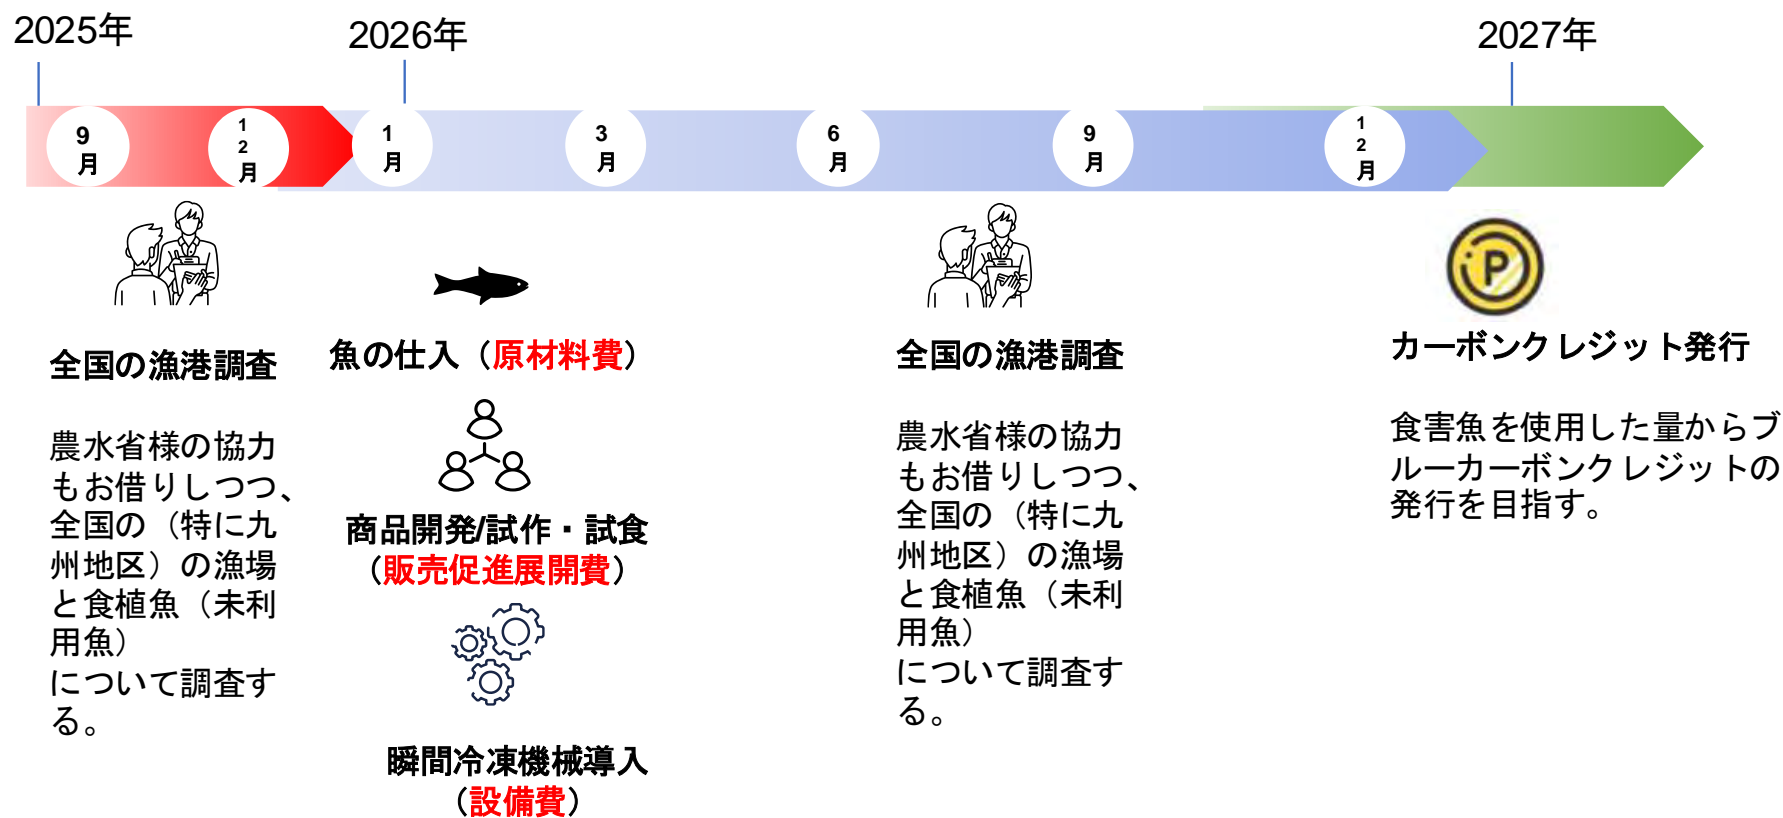 2025年
2026年
2027年
9
月
1
2
月
1
月
3
月
6
月
9
月
1
2
月
全国の漁港調査
農水省様の協力
もお借りしつつ、
全国の（特に九
州地区）の漁場
と食植魚（未利
用魚）
について調査す
る。
魚の仕入（原材料費）
商品開発/試作・試食
（販売促進展開費）
瞬間冷凍機械導入
（設備費）
全国の漁港調査
農水省様の協力
もお借りしつつ、
全国の（特に九
州地区）の漁場
と食植魚（未利
用魚）
について調査す
る。
P
カーボンクレジット発行
食害魚を使用した量からブ
ルーカーボンクレジットの
発行を目指す。